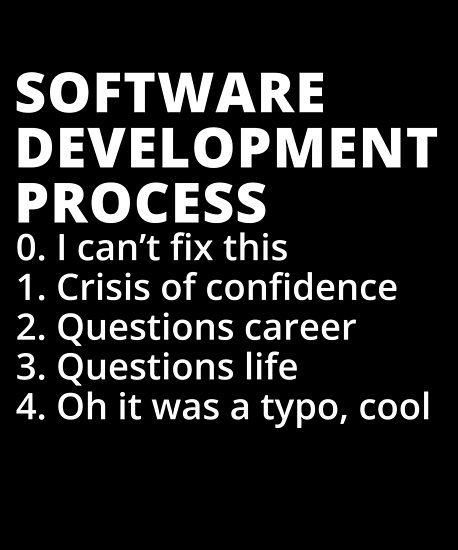 SOFTWARE
DEVELOPMENT
PROCESS
0. I can’t fix this
1. Crisis of confidence
2. Questions career
3. Questions life
4. Oh it was a typo, cool